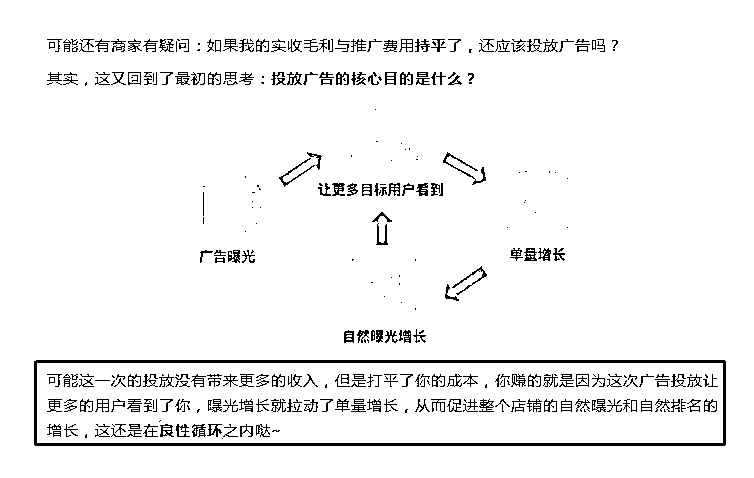 可能还有商家有疑问：如果我的实收毛利与推广费用持平了，还应该投放广告吗？
其实，这又回到了最初的思考：投放广告的核心目的是什么？
让更多目标用户看到
广告曝光
单量增长
自然曝光增长
可能这一次的投放没有带来更多的收入，但是打平了你的成本，你赚的就是因为这次广告投放让
更多的用户看到了你，曝光增长就拉动了单量增长，从而促进整个店铺的自然曝光和自然排名的
增长，这还是在良性循环之内哒~